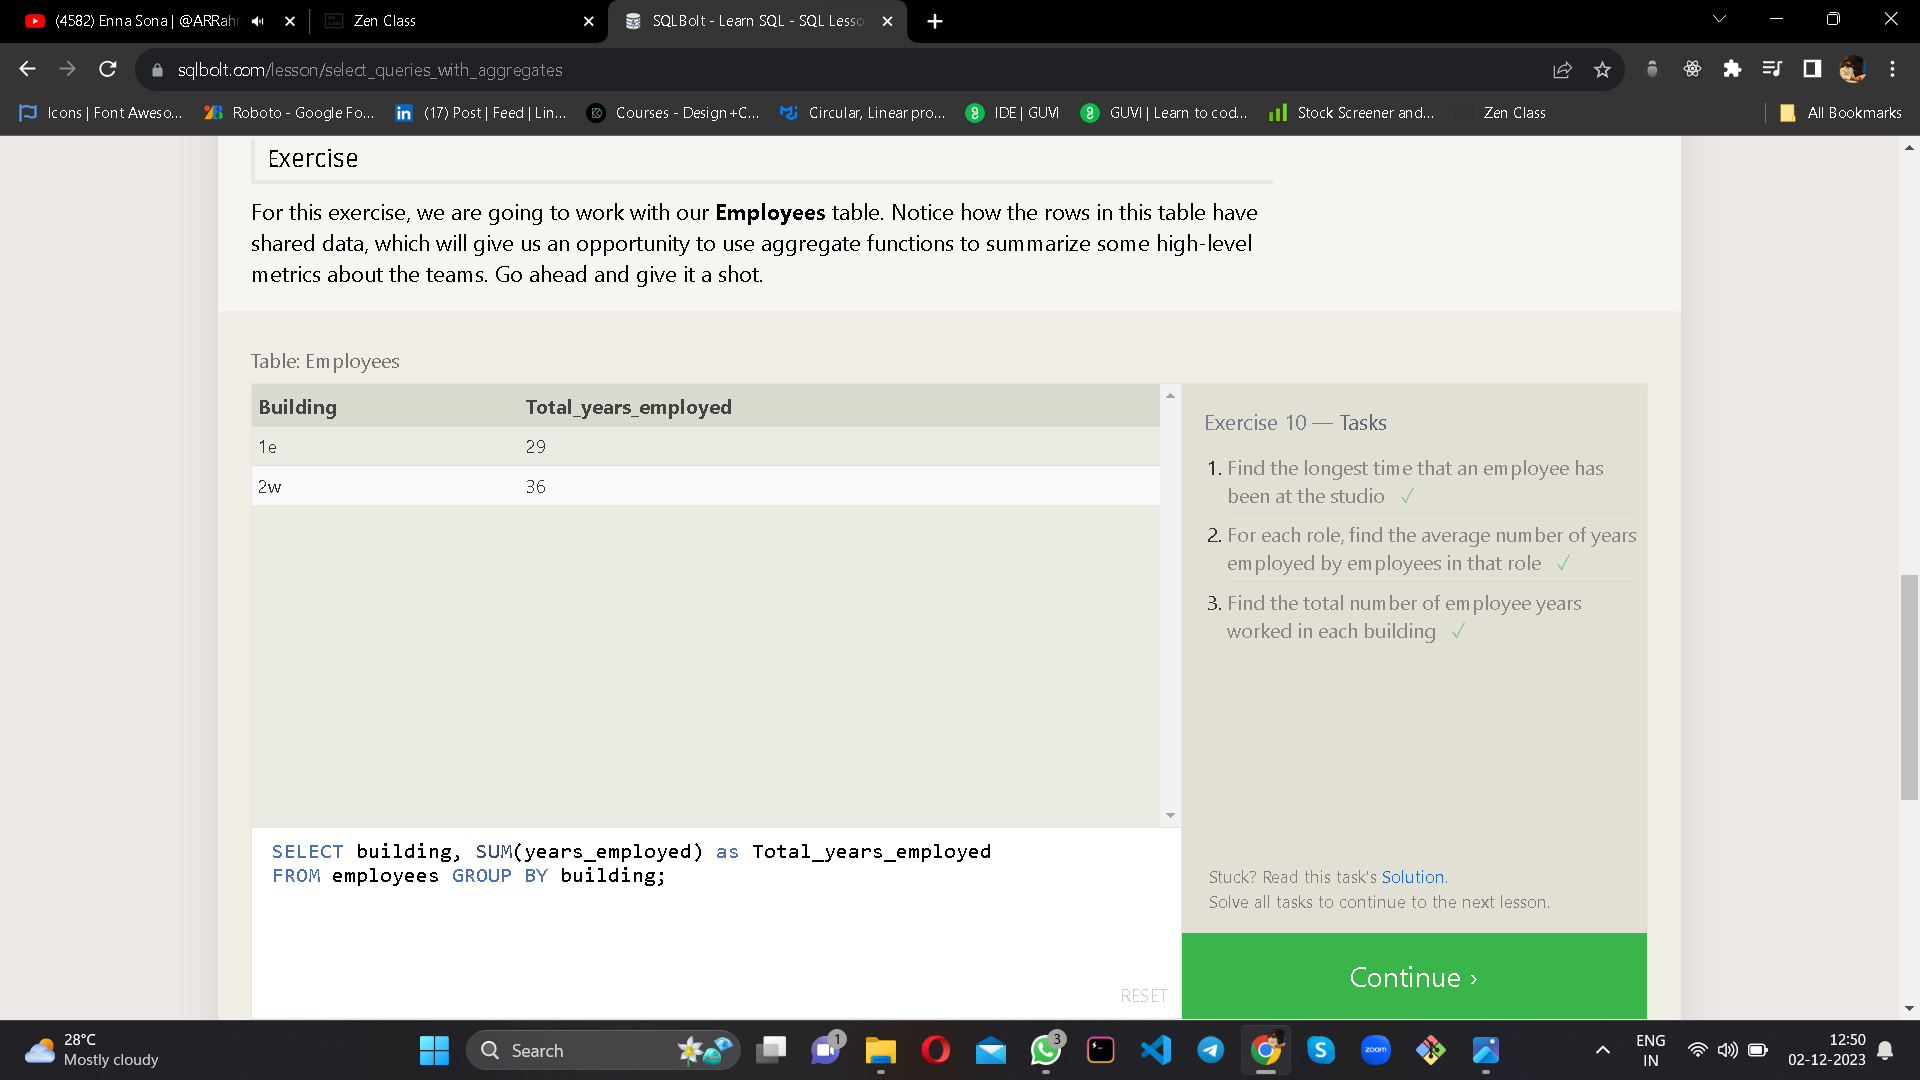 (4582) Enna Sona | @ARRahr
Zen Class
SQLBolt - Learn SQL - SQL Lesso
sqlbolt.com/lesson/select_queries_with_aggregates
Icons | Font Aweso...
Roboto - Google Fo...
(17) Post | Feed | Lin...
Courses - Design+C...
Circular, Linear pro...
IDE | GUVI
GUVI | Learn to cod...
Stock Screener and...
Zen Class
All Bookmarks
Exercise
For this exercise, we are going to work with our Employees table. Notice how the rows in this table have
shared data, which will give us an opportunity to use aggregate functions to summarize some high-level
metrics about the teams. Go ahead and give it a shot.
Table: Employees
Building Total_years_employed
1e 29
2w 36
SELECT building, SUM(years_employed) as Total_years_employed
FROM employees GROUP BY building;
RESET
Exercise 10 — Tasks
1. Find the longest time that an employee has
been at the studio ✓
2. For each role, find the average number of years
employed by employees in that role ✓
3. Find the total number of employee years
worked in each building ✓
Stuck? Read this task's Solution.
Solve all tasks to continue to the next lesson.
Continue ›
28°C
Mostly cloudy
Search
1
3
zoom
ENG
IN
12:50
02-12-2023